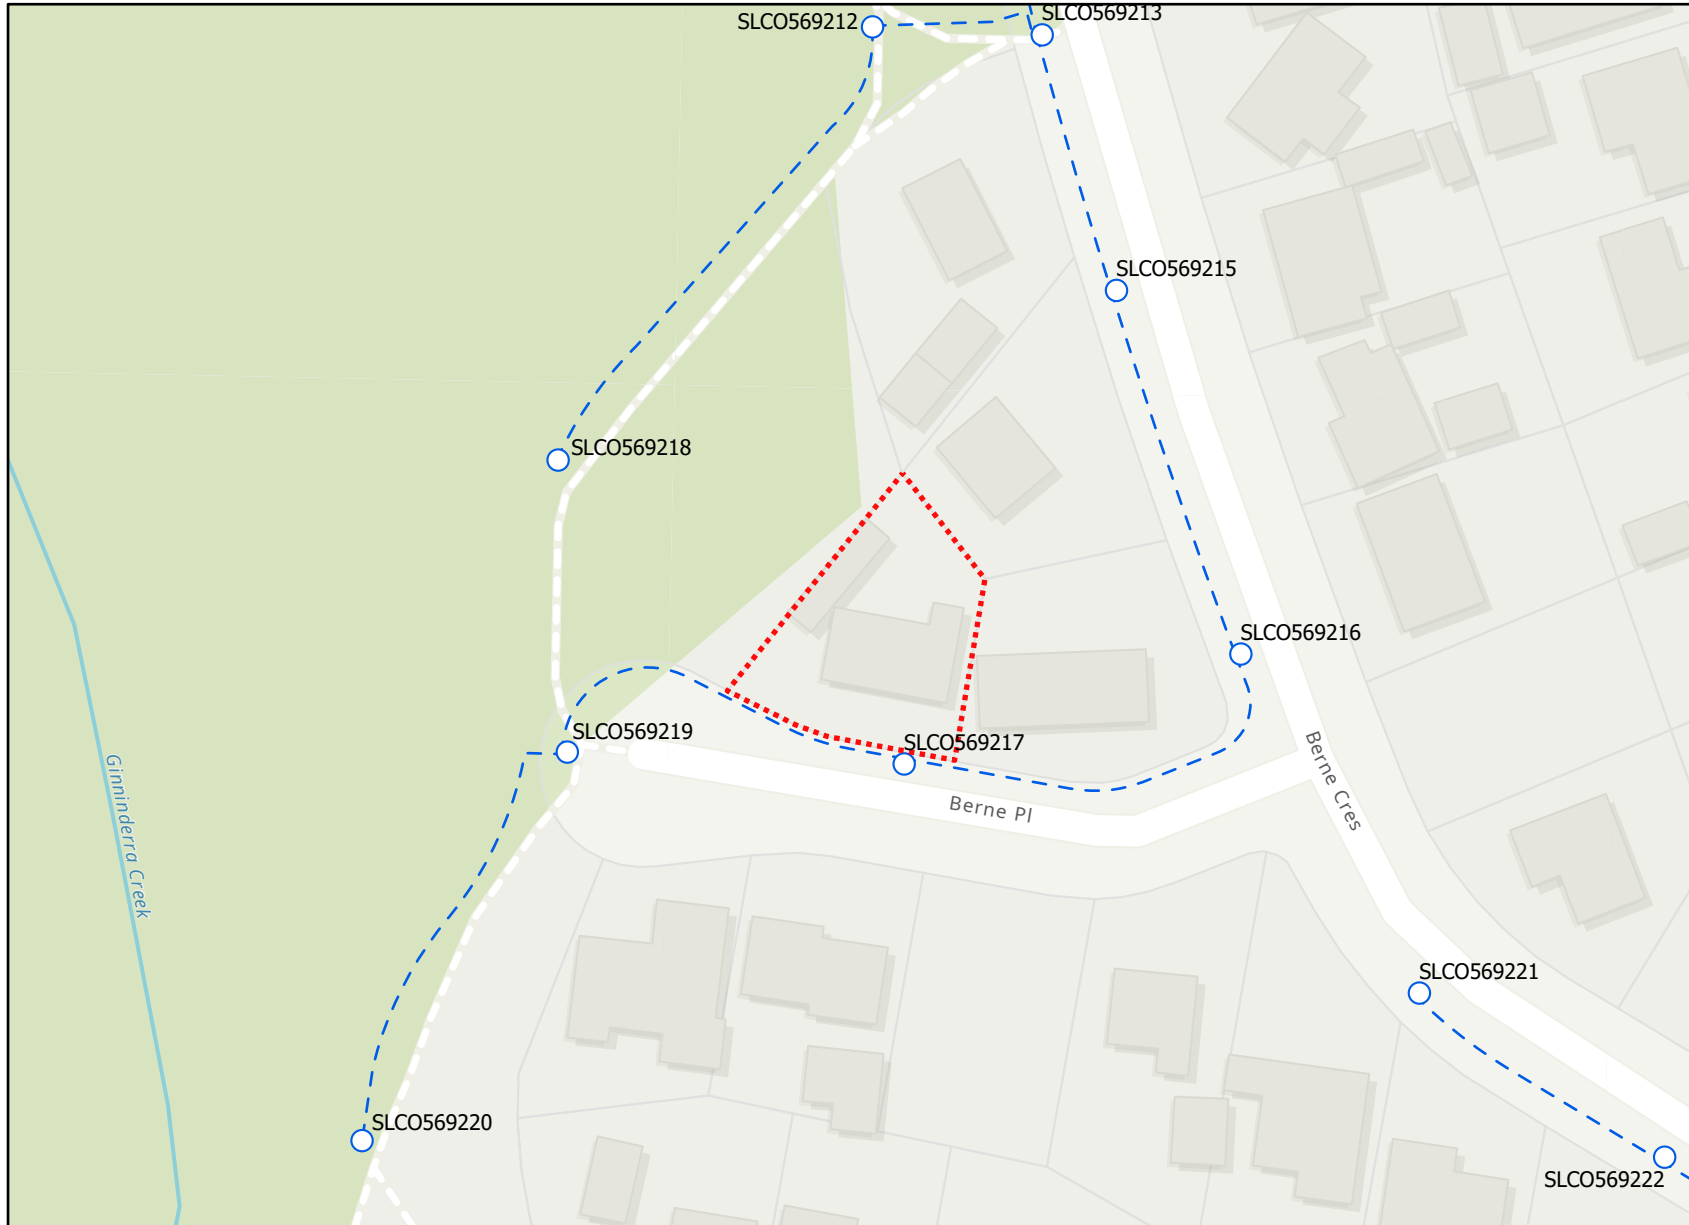 SLCO569213
SLCO569212
SLCO569215
SLCO569218
SLCO569216
SLCO569219
SLCO569217
Berne Pl
Berne Cres
Ginninderra Creek
SLCO569221
SLCO569220
SLCO569222